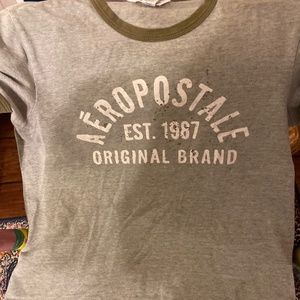 AÉROPOSTALE
EST. 1987
ORIGINAL BRAND